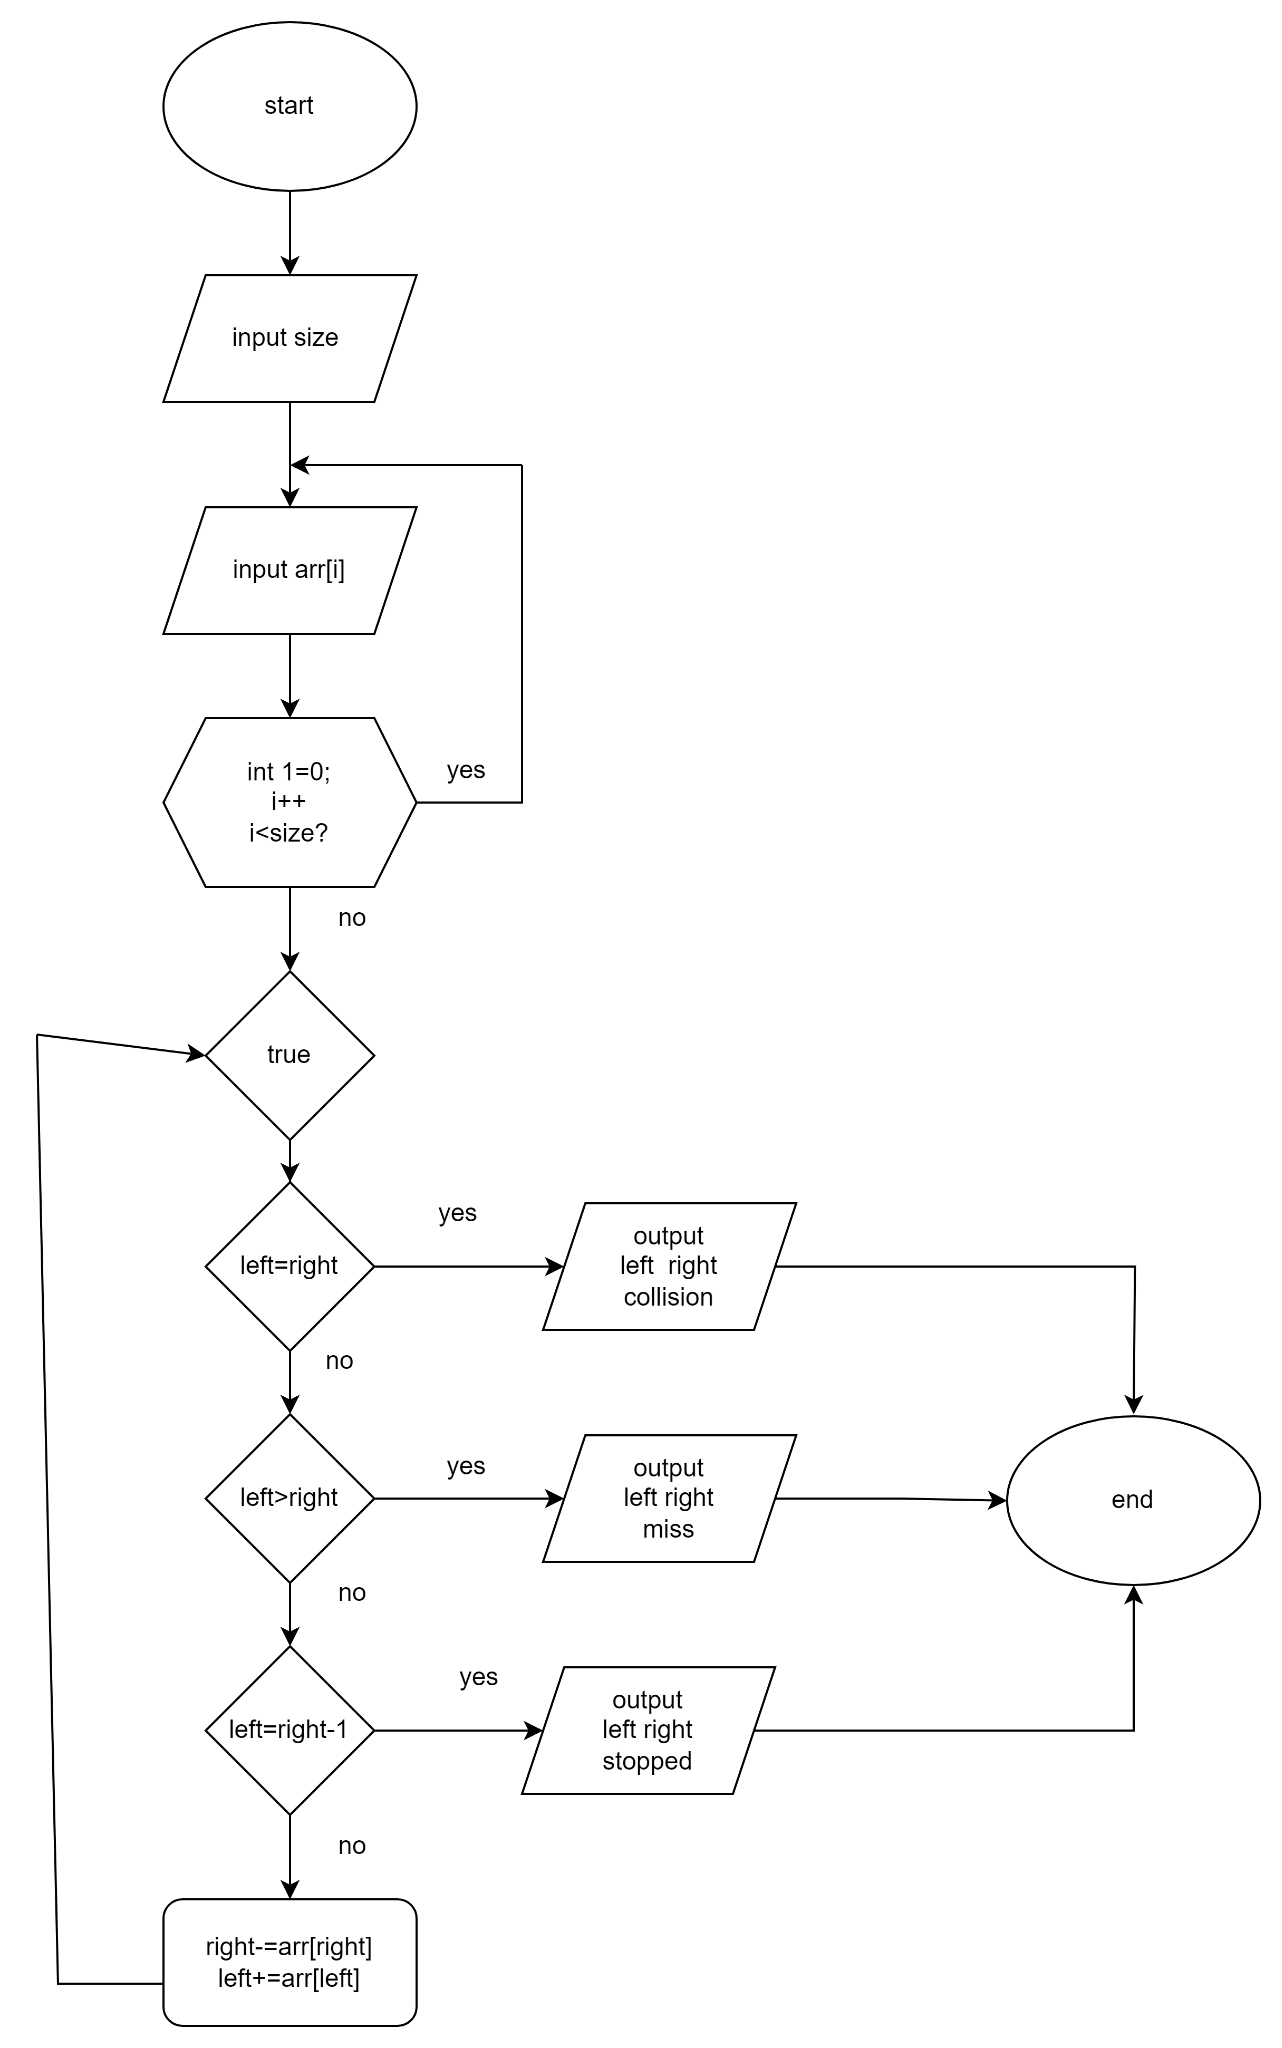 start
input size
input arr[i]
int 1=0;
i++
i<size?
yes
no
true
left=right
yes
output
left  right
collision
no
left>right
yes
output
left right
miss
end
no
left=right-1
yes
output
left right
stopped
no
right-=arr[right]
left+=arr[left]